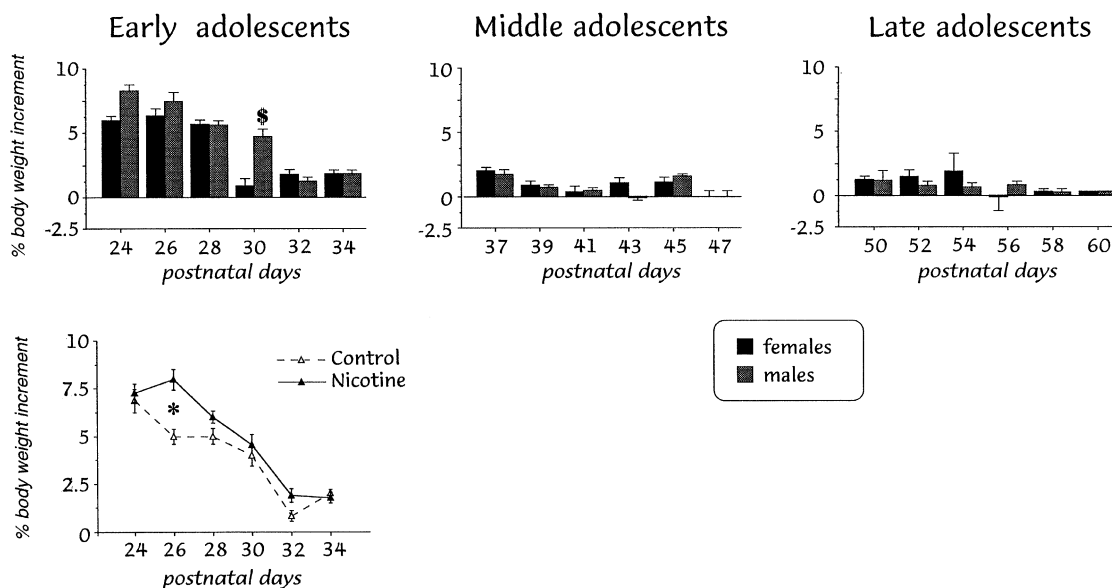 Early adolescents
Middle adolescents
Late adolescents
% body weight increment
10
5
0
-2.5
24 26 28 30 32 34
postnatal days
$
10
5
0
-2.5
37 39 41 43 45 47
postnatal days
10
5
0
-2.5
50 52 54 56 58 60
postnatal days
% body weight increment
10
7.5
5
2.5
0
24 26 28 30 32 34
postnatal days
*
Control
Nicotine
females
males